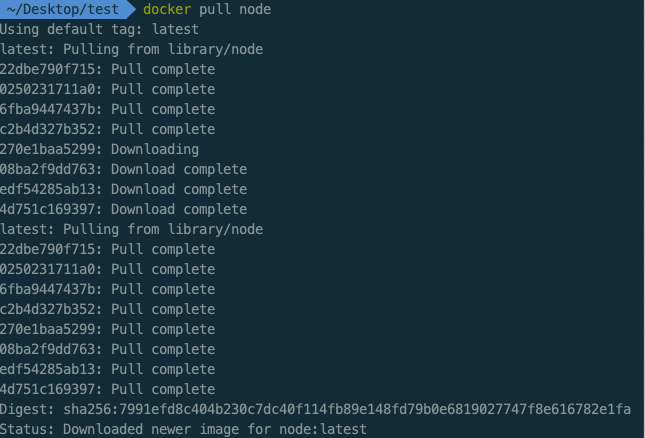 ~/Desktop/test docker pull node
Using default tag: latest
latest: Pulling from library/node
22dbe790f715: Pull complete
0250231711a0: Pull complete
6fba9447437b: Pull complete
c2b4d327b352: Pull complete
270e1baa5299: Downloading
08ba2f9dd763: Download complete
edf54285ab13: Download complete
4d751c169397: Download complete
latest: Pulling from library/node
22dbe790f715: Pull complete
0250231711a0: Pull complete
6fba9447437b: Pull complete
c2b4d327b352: Pull complete
270e1baa5299: Pull complete
08ba2f9dd763: Pull complete
edf54285ab13: Pull complete
4d751c169397: Pull complete
Digest: sha256:7991efd8c404b230c7dc40f114fb89e148fd79b0e6819027747f8e616782e1fa
Status: Downloaded newer image for node:latest